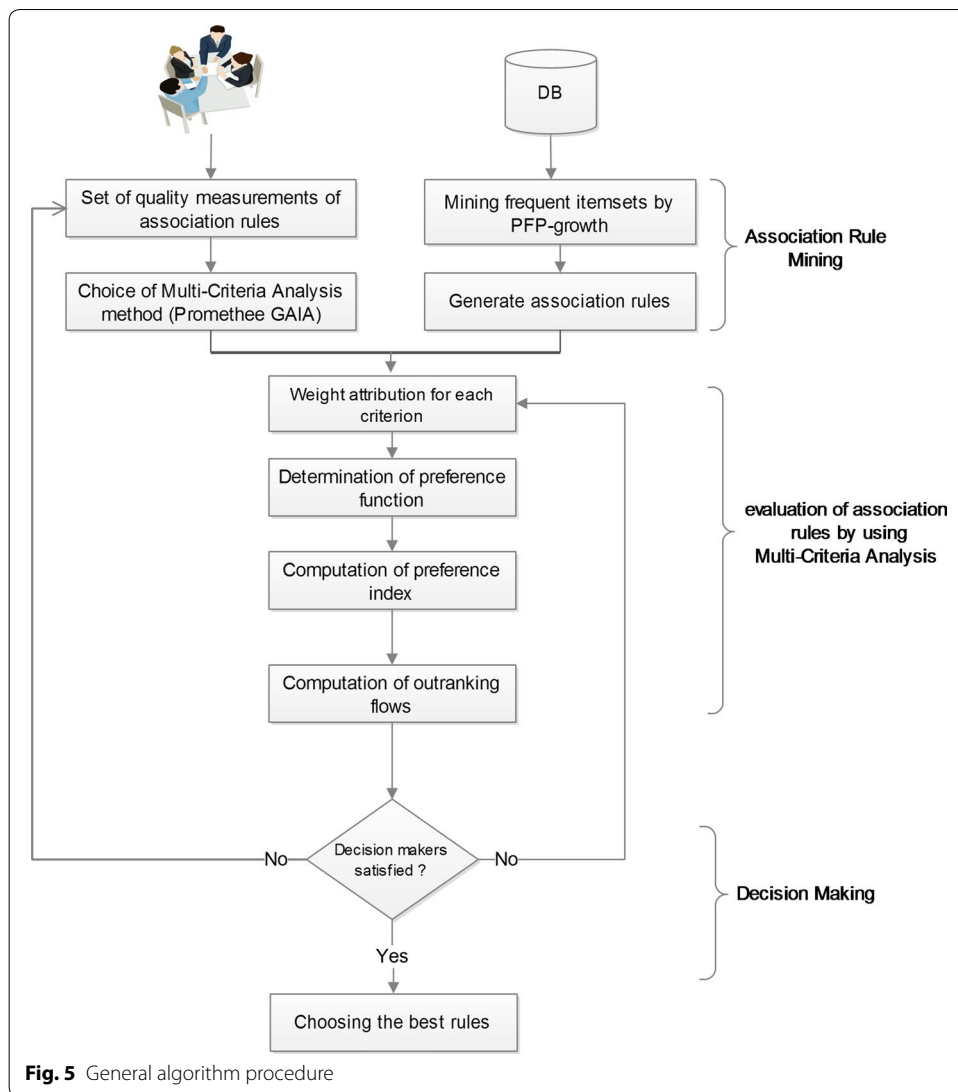 DB
Set of quality measurements of
association rules
Mining frequent itemsets by
PFP-growth
Association Rule
Mining
Choice of Multi-Criteria Analysis
method (Promethee GAIA)
Generate association rules
Weight attribution for each
criterion
Determination of preference
function
evaluation of association
rules by using
Multi-Criteria Analysis
Computation of preference
index
Computation of outranking
flows
Decision makers
satisfied ?
No
No
Decision Making
Yes
Choosing the best rules
Fig. 5 General algorithm procedure